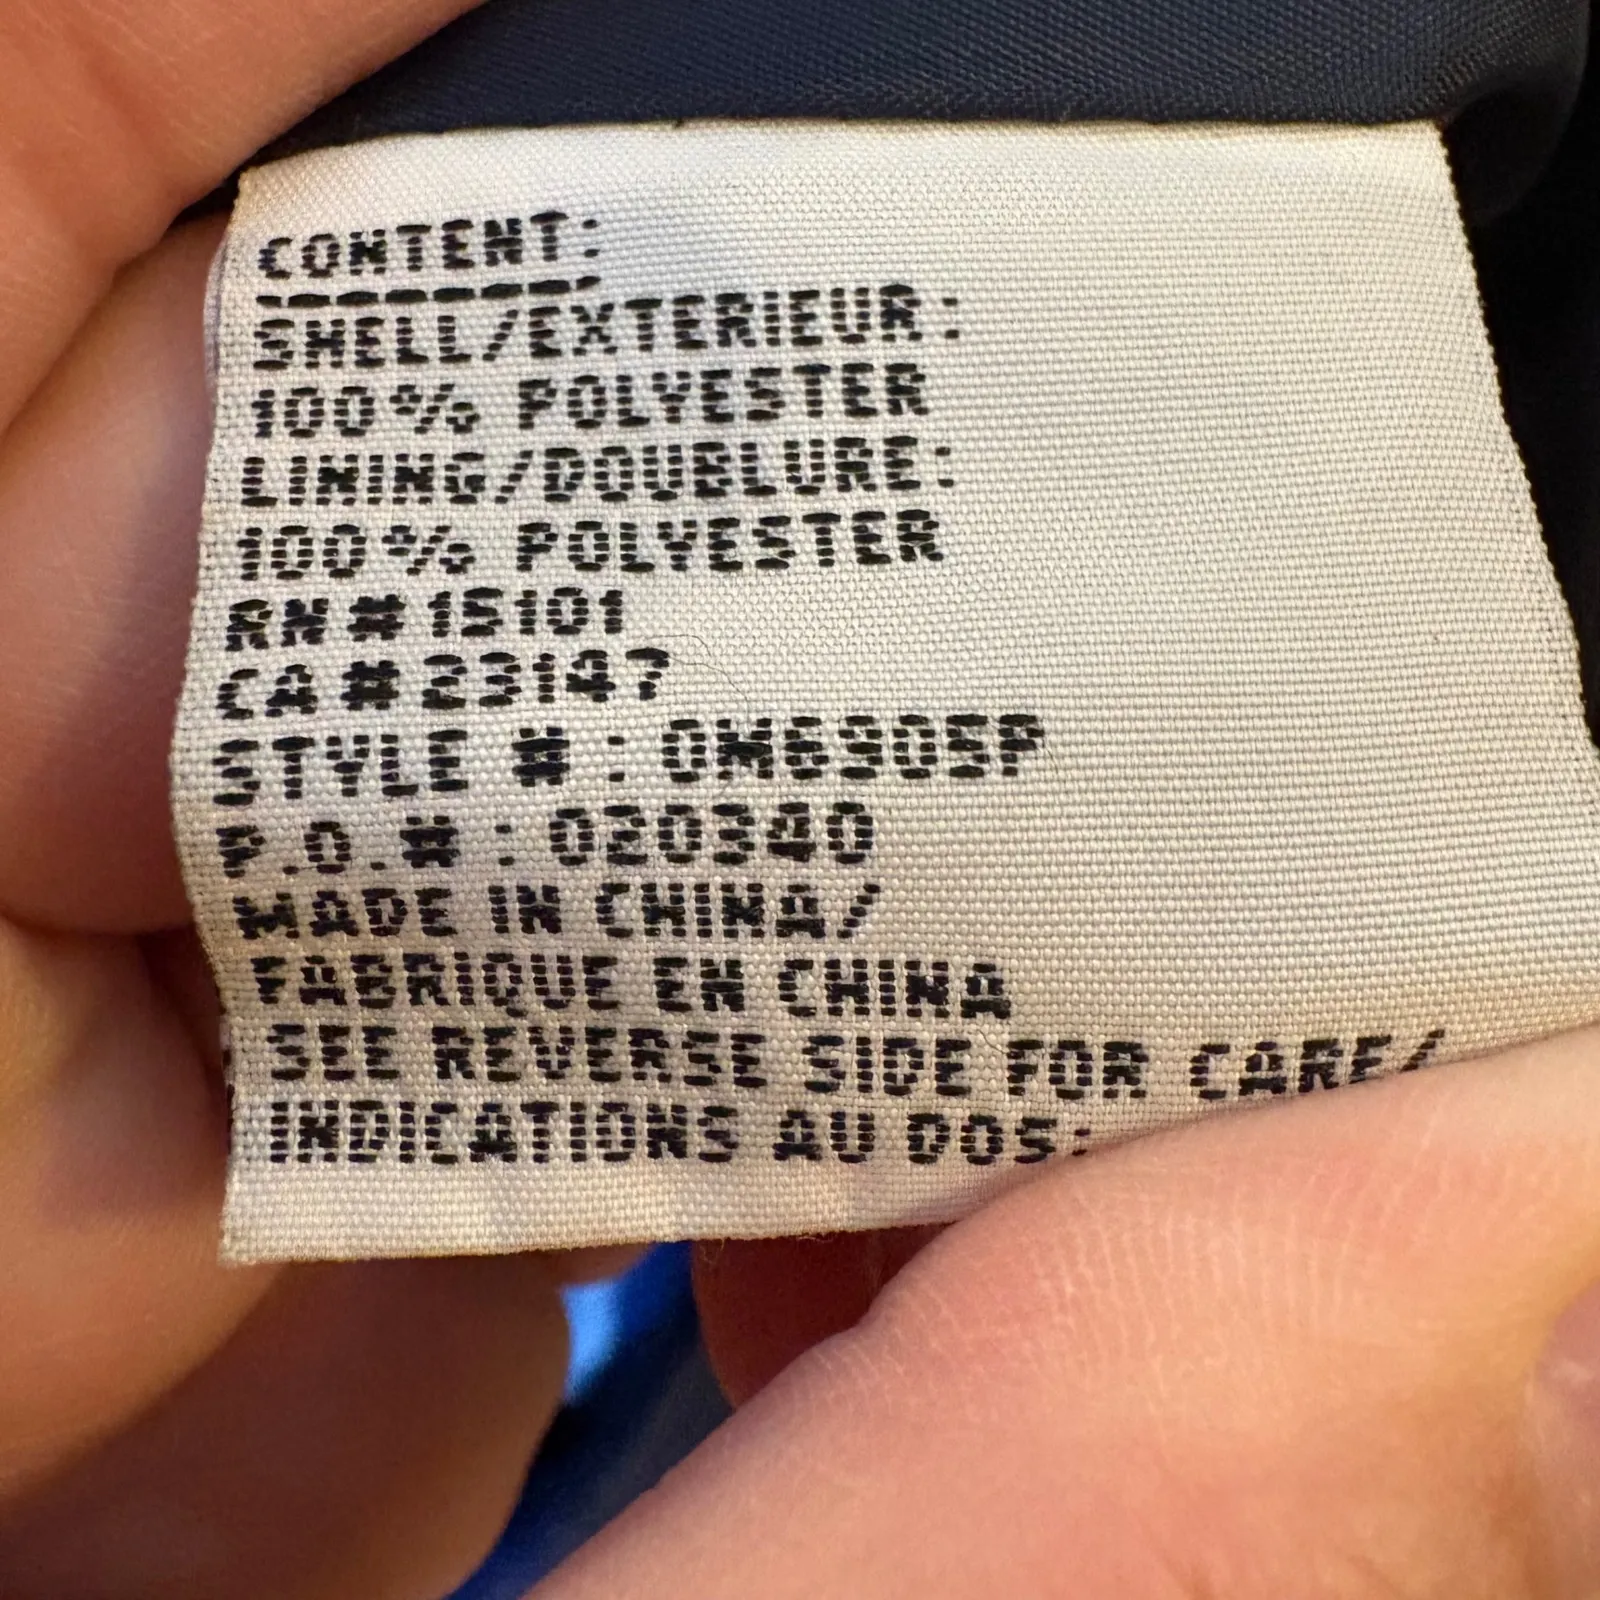 CONTENT:
SHELL/EXTERIEUR:
100% POLYESTER
LINING/DOUBLURE:
100% POLYESTER
RN#15101
CA#23147
STYLE #:OM6905P
P.O.#:020340
MADE IN CHINA/
FABRIQUE EN CHINA
SEE REVERSE SIDE FOR CARE/
INDICATIONS AU DOS: